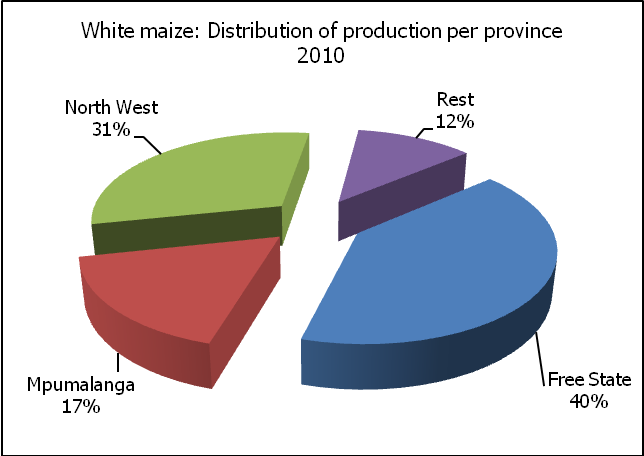 White maize: Distribution of production per province
2010
North West
31%
Rest
12%
Mpumalanga
17%
Free State
40%